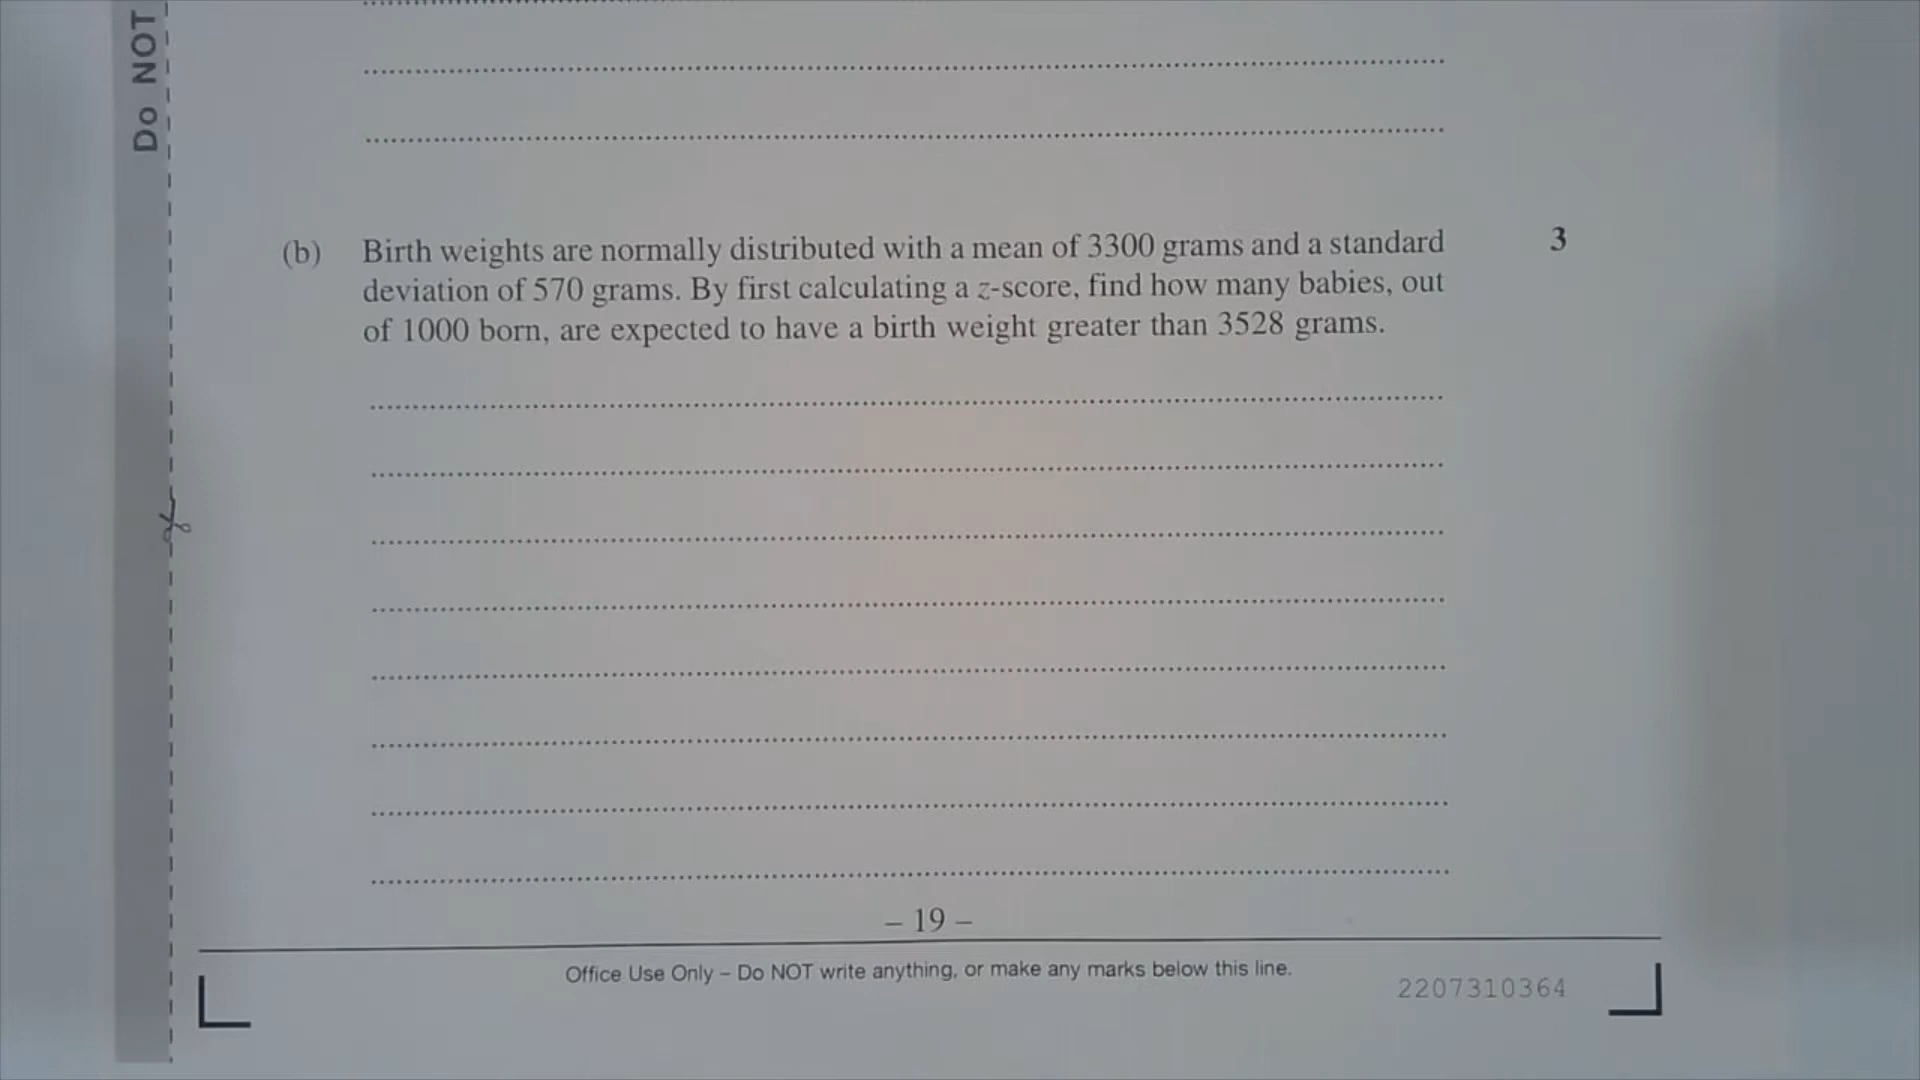 Do NOT
(b) Birth weights are normally distributed with a mean of 3300 grams and a standard 3
deviation of 570 grams. By first calculating a z-score, find how many babies, out
of 1000 born, are expected to have a birth weight greater than 3528 grams.
– 19 –
Office Use Only – Do NOT write anything, or make any marks below this line.
2207310364